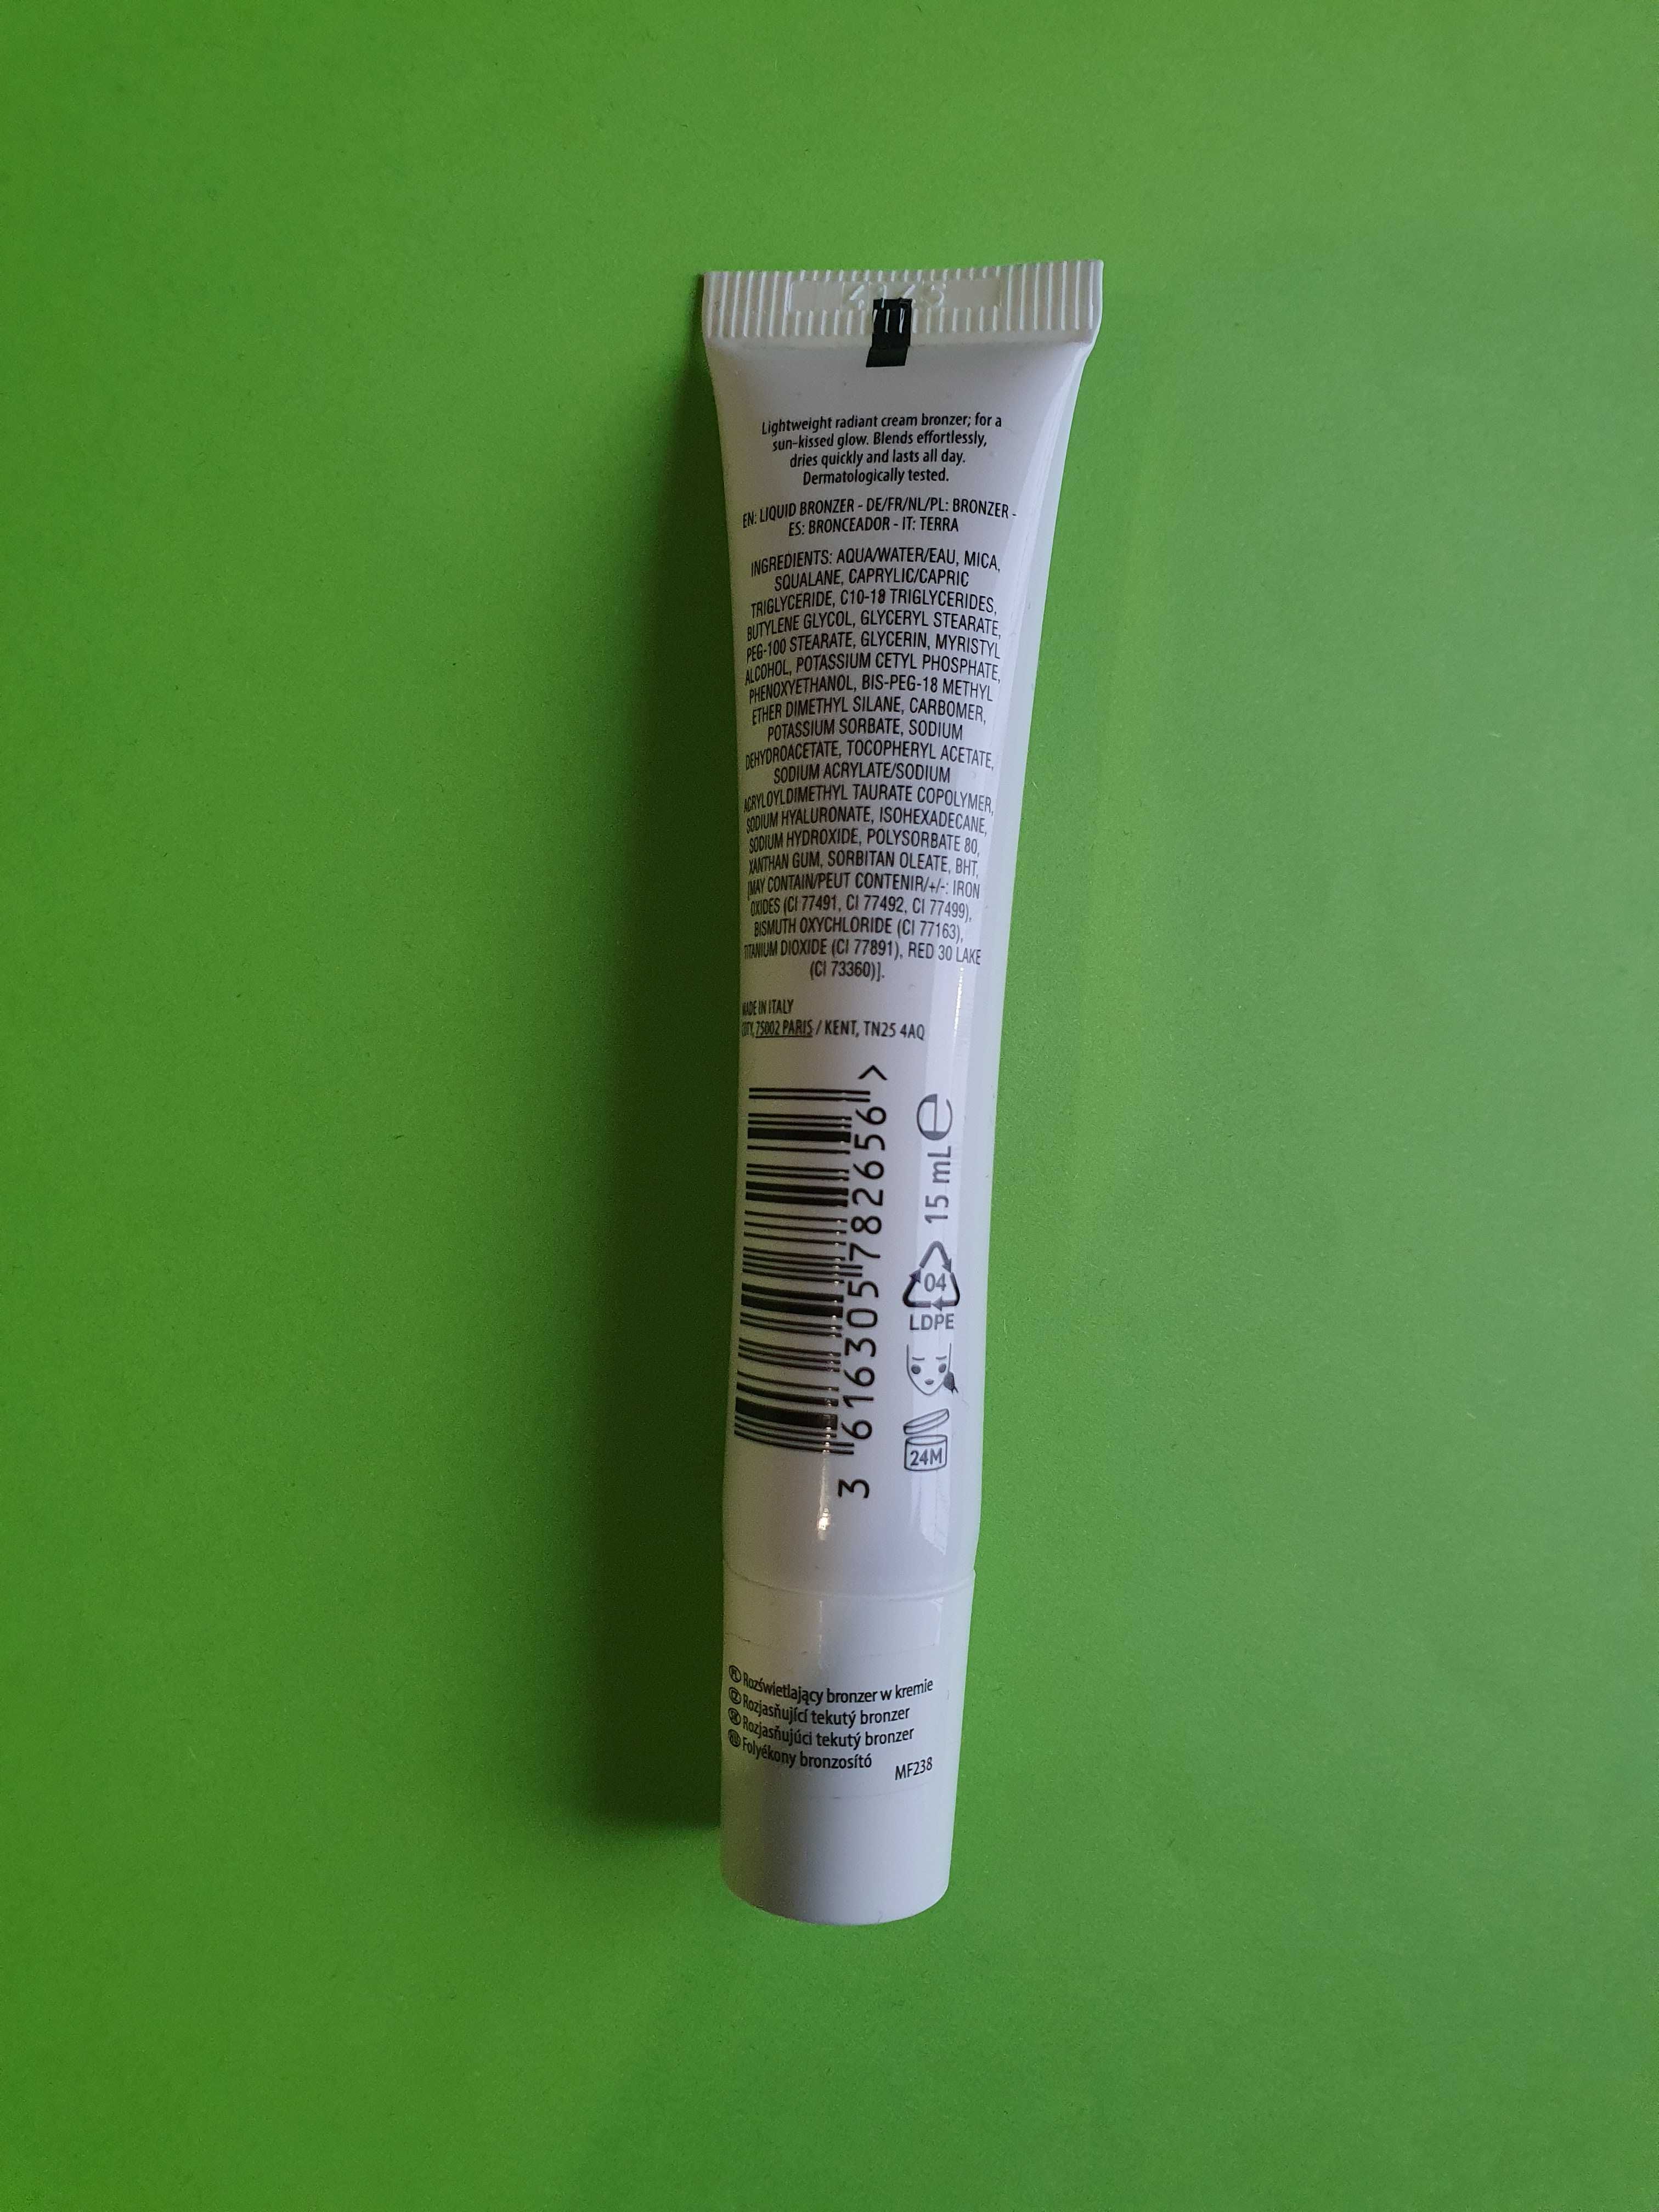 Lightweight radiant cream bronzer; for a
sun-kissed glow. Blends effortlessly,
dries quickly and lasts all day.
Dermatologically tested.
EN: LIQUID BRONZER - DE/FR/NL/PL: BRONZER -
ES: BRONCEADOR - IT: TERRA
INGREDIENTS: AQUA/WATER/EAU, MICA,
SQUALANE, CAPRYLIC/CAPRIC
TRIGLYCERIDE, C10-18 TRIGLYCERIDES,
BUTYLENE GLYCOL, GLYCERYL STEARATE,
PEG-100 STEARATE, GLYCERIN, MYRISTYL
ALCOHOL, POTASSIUM CETYL PHOSPHATE,
PHENOXYETHANOL, BIS-PEG-18 METHYL
ETHER DIMETHYL SILANE, CARBOMER,
POTASSIUM SORBATE, SODIUM
DEHYDROACETATE, TOCOPHERYL ACETATE,
SODIUM ACRYLATE/SODIUM
ACRYLOYLDIMETHYL TAURATE COPOLYMER,
SODIUM HYALURONATE, ISOHEXADECANE,
SODIUM HYDROXIDE, POLYSORBATE 80,
XANTHAN GUM, SORBITAN OLEATE, BHT,
[MAY CONTAIN/PEUT CONTENIR/+/-: IRON
OXIDES (CI 77491, CI 77492, CI 77499),
BISMUTH OXYCHLORIDE (CI 77163),
TITANIUM DIOXIDE (CI 77891), RED 30 LAKE
(CI 73360)].
MADE IN ITALY
COTY, 75002 PARIS / KENT, TN25 4AQ
3 616305 782656 >
15 mL e
04
LDPE
24M
PL Rozświetlający bronzer w kremie
CZ Rozjasňující tekutý bronzer
SK Rozjasňujúci tekutý bronzer
Folyékony bronzosító
MF238